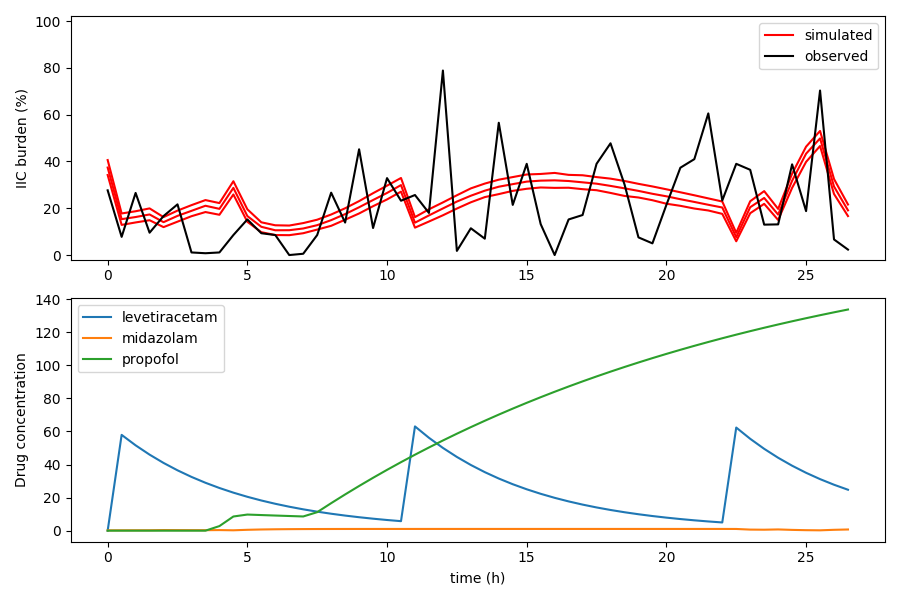 100
80
60
40
20
0
IIC burden (%)
simulated
observed
0 5 10 15 20 25
140
120
100
80
60
40
20
0
Drug concentration
levetiracetam
midazolam
propofol
0 5 10 15 20 25
time (h)